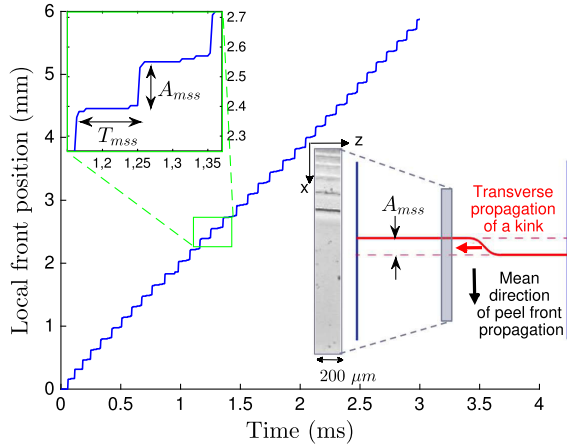 6
5
4
3
2
1
0
Local front position (mm)
0
0.5
1
1.5
2
2.5
3
3.5
4
Time (ms)
2.7
2.6
2.5
2.4
2.3
1,2
1,25
1,3
1,35
A_mss
T_mss
z
x
A_mss
Transverse
propagation
of a kink
Mean
direction
of peel front
propagation
200 μm